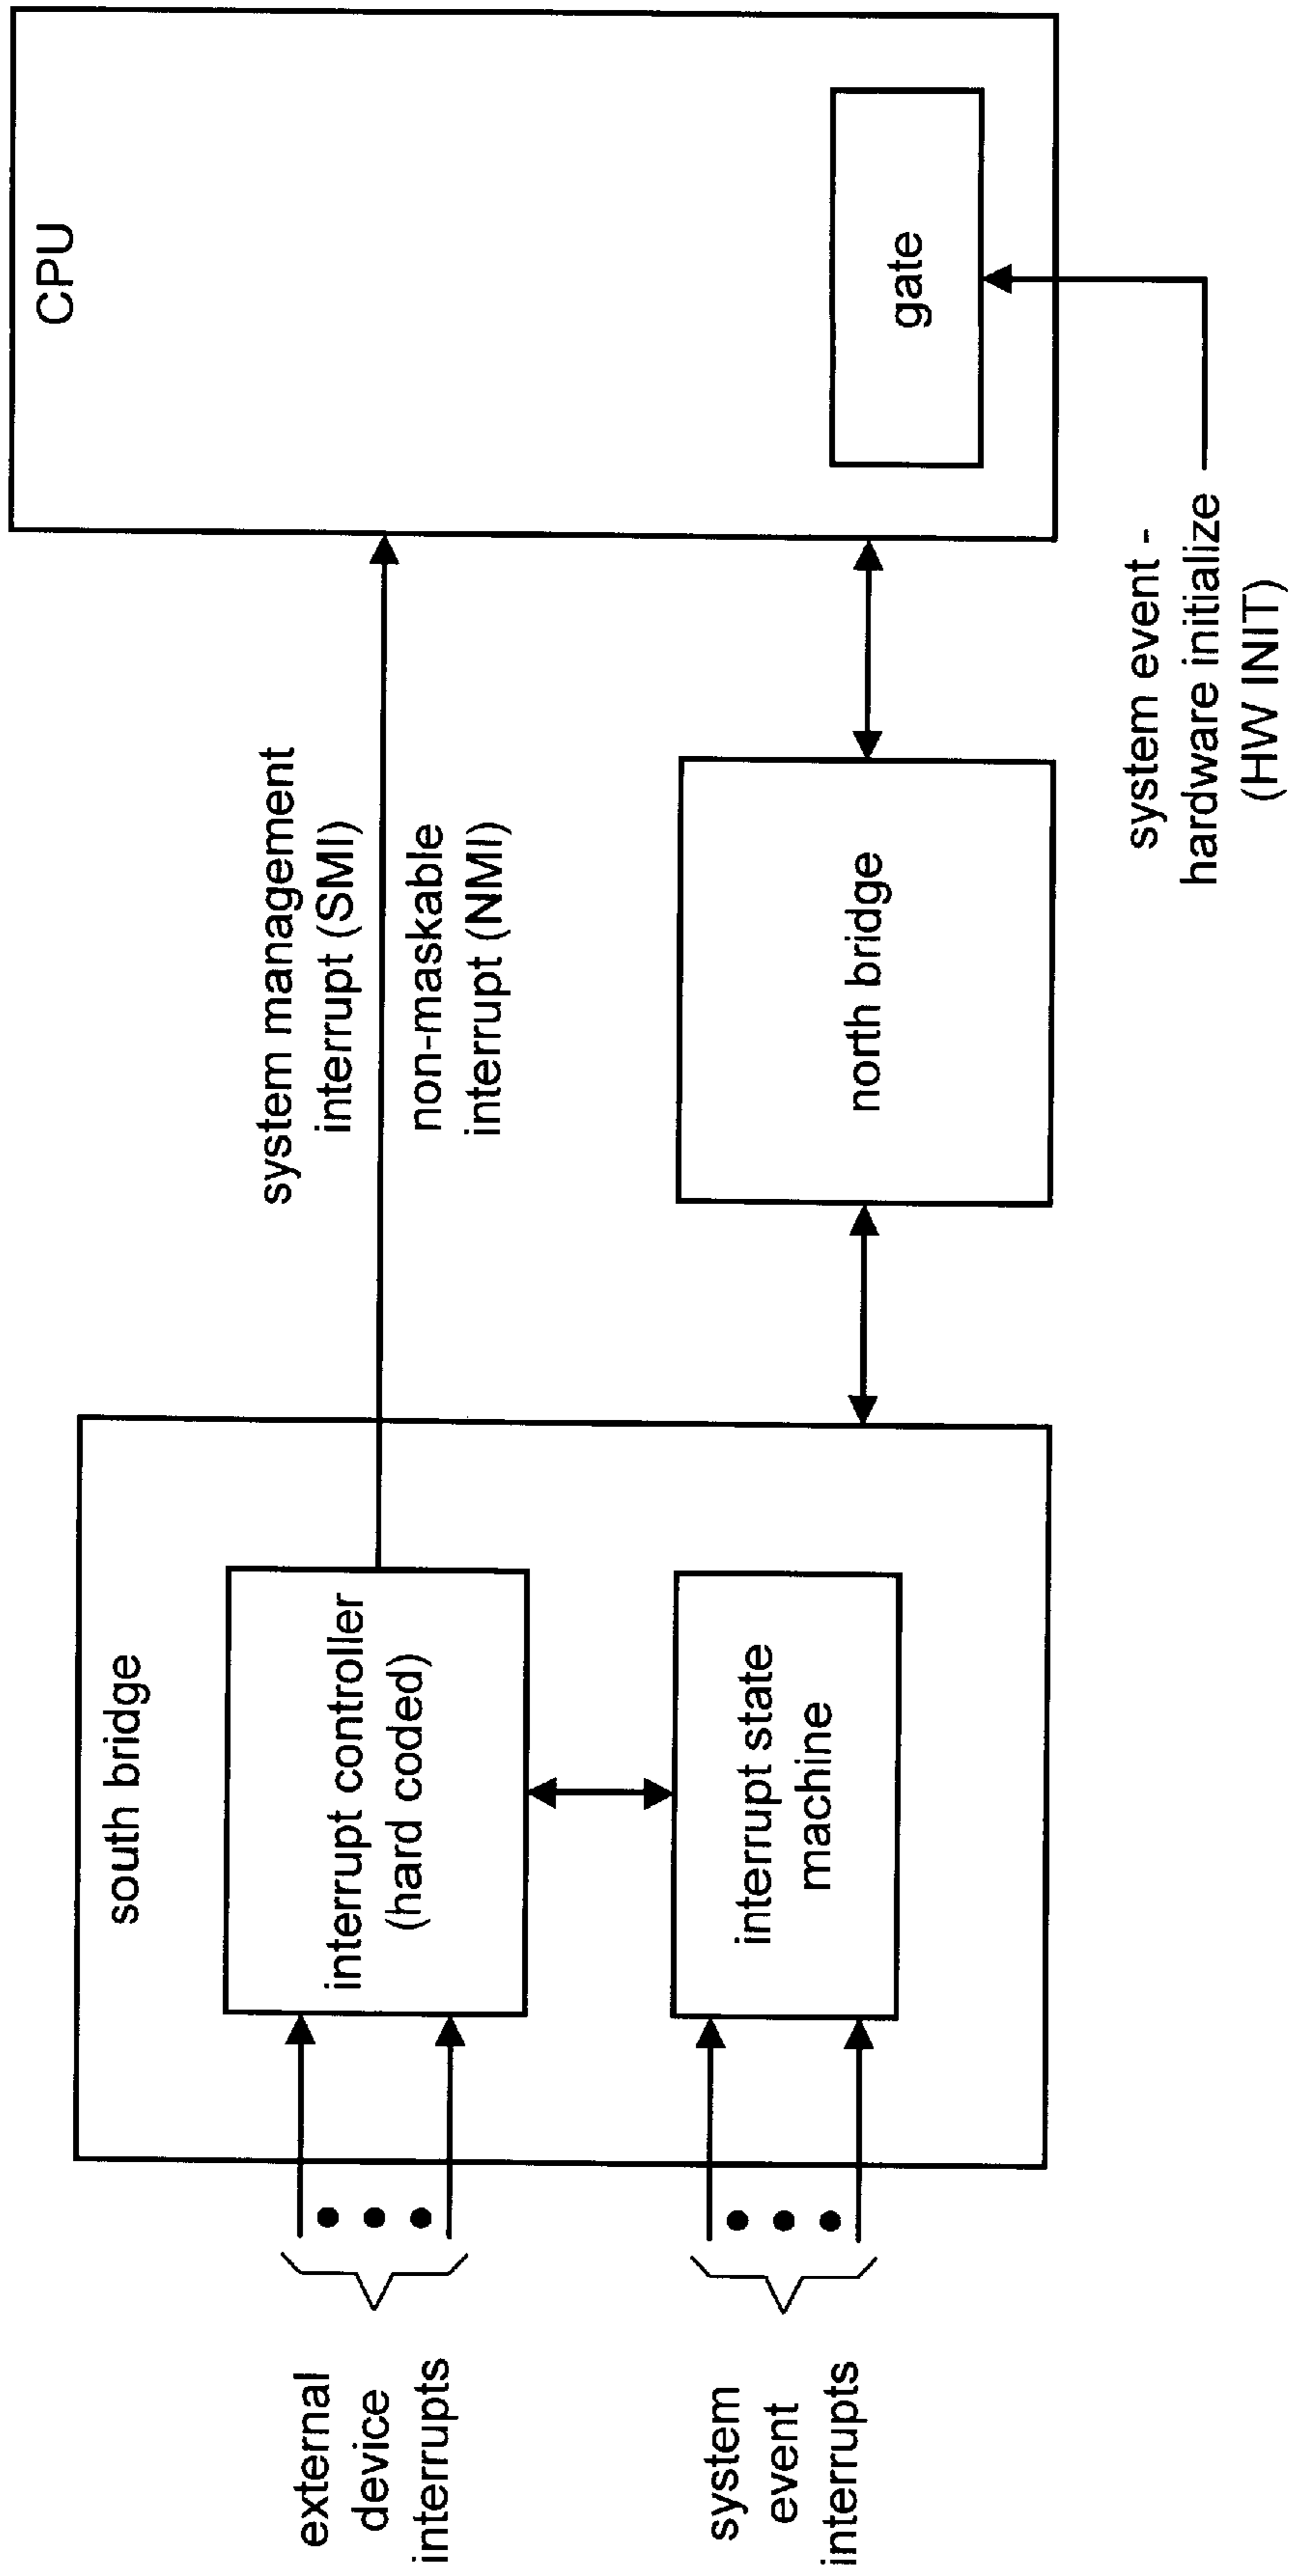 external
device
interrupts
system
event
interrupts
south bridge
interrupt controller
(hard coded)
interrupt state
machine
system management
interrupt (SMI)
non-maskable
interrupt (NMI)
north bridge
CPU
gate
system event -
hardware initialize
(HW INIT)